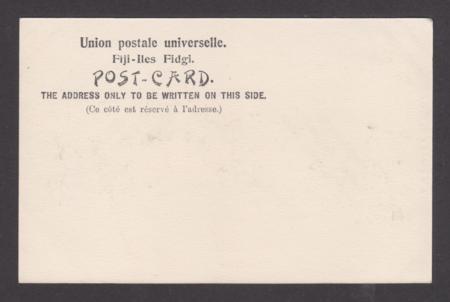 Union postale universelle.
Fiji-Iles Fidgi.
POST-CARD.
THE ADDRESS ONLY TO BE WRITTEN ON THIS SIDE.
(Ce côté est réservé à l'adresse.)